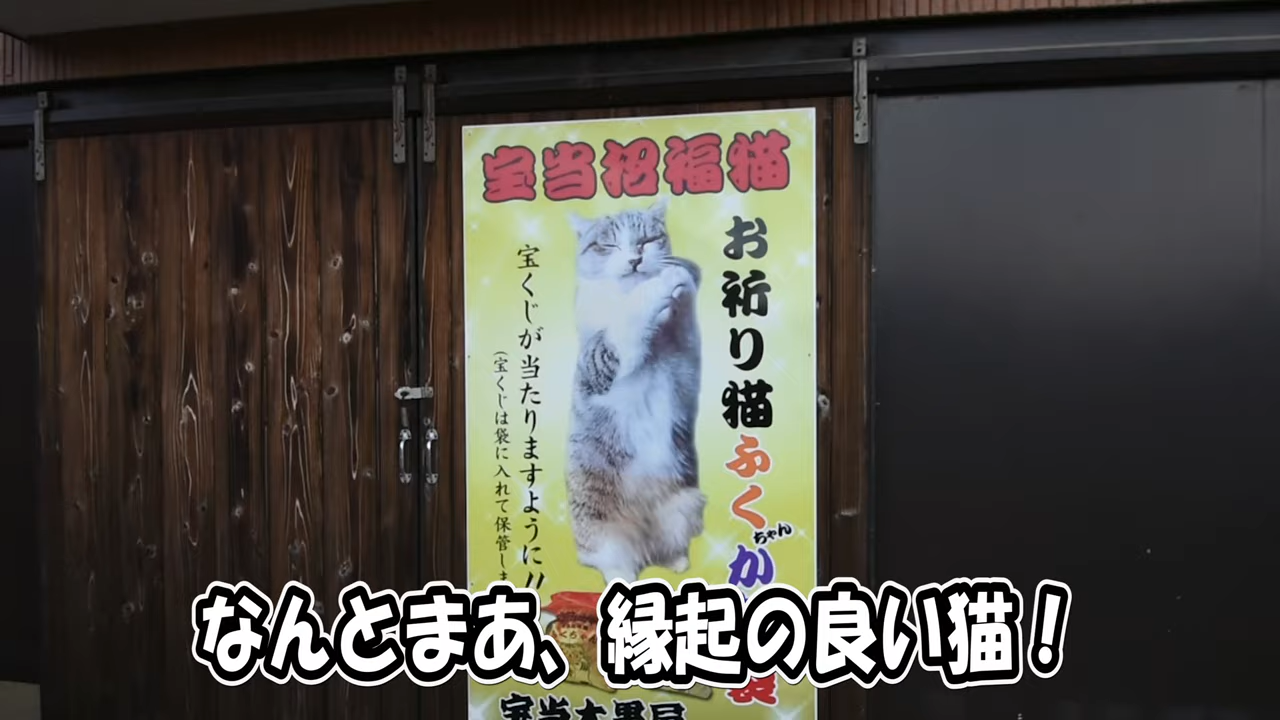 宝当招福猫
お祈り猫ふくちゃん
宝くじが当たりますように!!
(宝くじは袋に入れて保管しま
なんとまあ、縁起の良い猫!